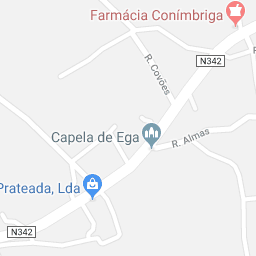 Farmácia Conímbriga
N342
R. Covões
Capela de Ega
R. Almas
Prateada, Lda
N342